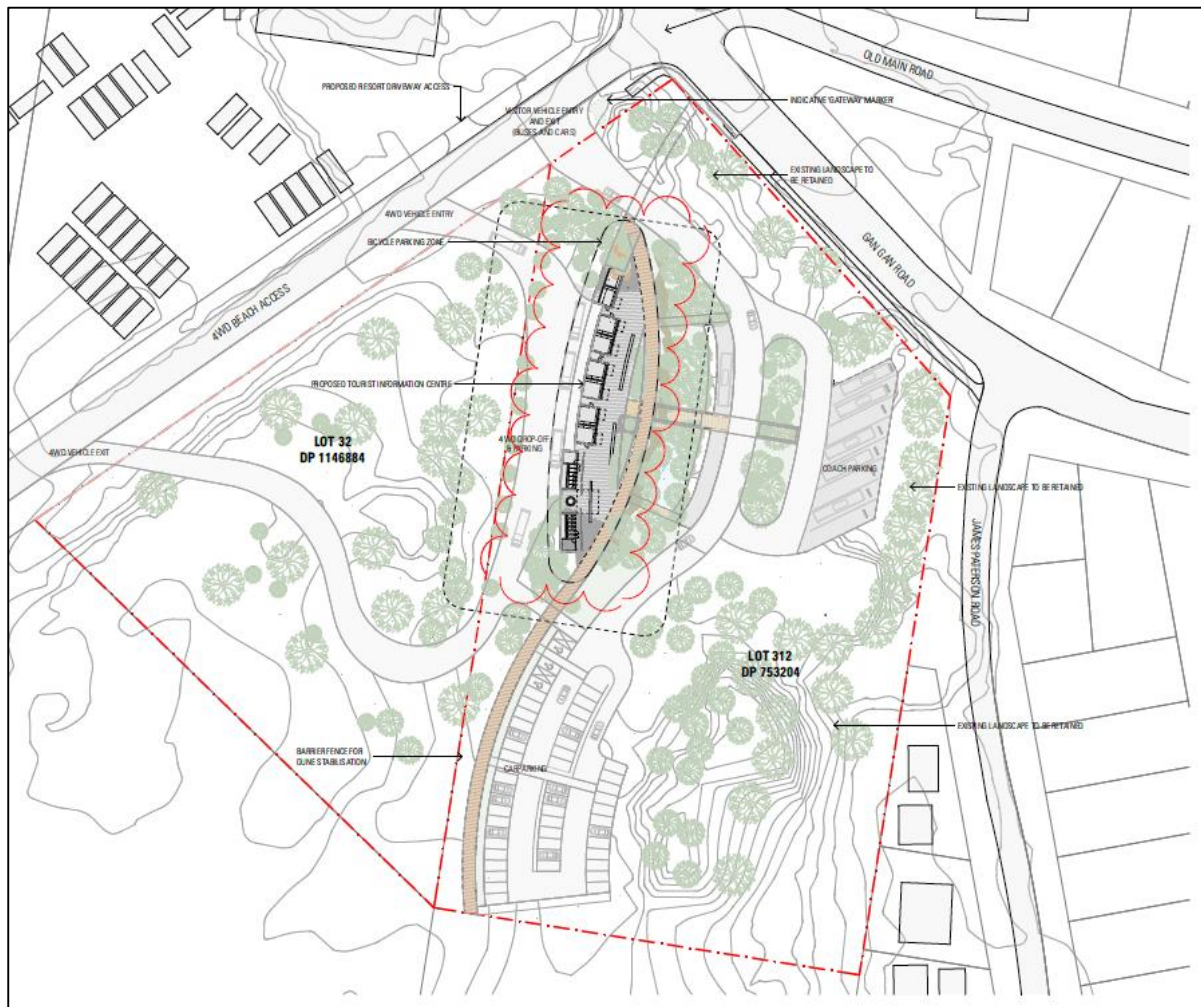 OLD MAIN ROAD
PROPOSED RESORT DRIVEWAY ACCESS
VISITOR VEHICLE ENTRY
AND EXIT
(BUSES AND CARS)
INDICATIVE 'GATEWAY MARKER'
EXISTING LANDSCAPE TO
BE RETAINED
4WD VEHICLE ENTRY
BICYCLE PARKING ZONE
GAN GAN ROAD
4WD BEACH ACCESS
PROPOSED TOURIST INFORMATION CENTRE
4WD DROP-OFF
& PARKING
LOT 32
DP 1146884
4WD VEHICLE EXIT
COACH PARKING
EXISTING LANDSCAPE TO BE RETAINED
JAMES PATERSON ROAD
LOT 312
DP 753204
EXISTING LANDSCAPE TO BE RETAINED
BARRIER FENCE FOR
DUNE STABILISATION
CARPARKING